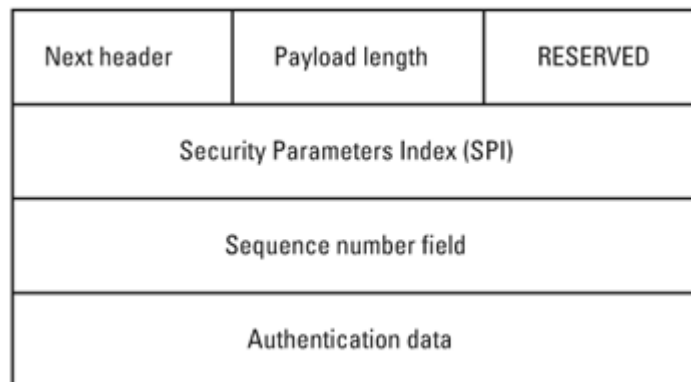 Next header Payload length RESERVED
Security Parameters Index (SPI)
Sequence number field
Authentication data